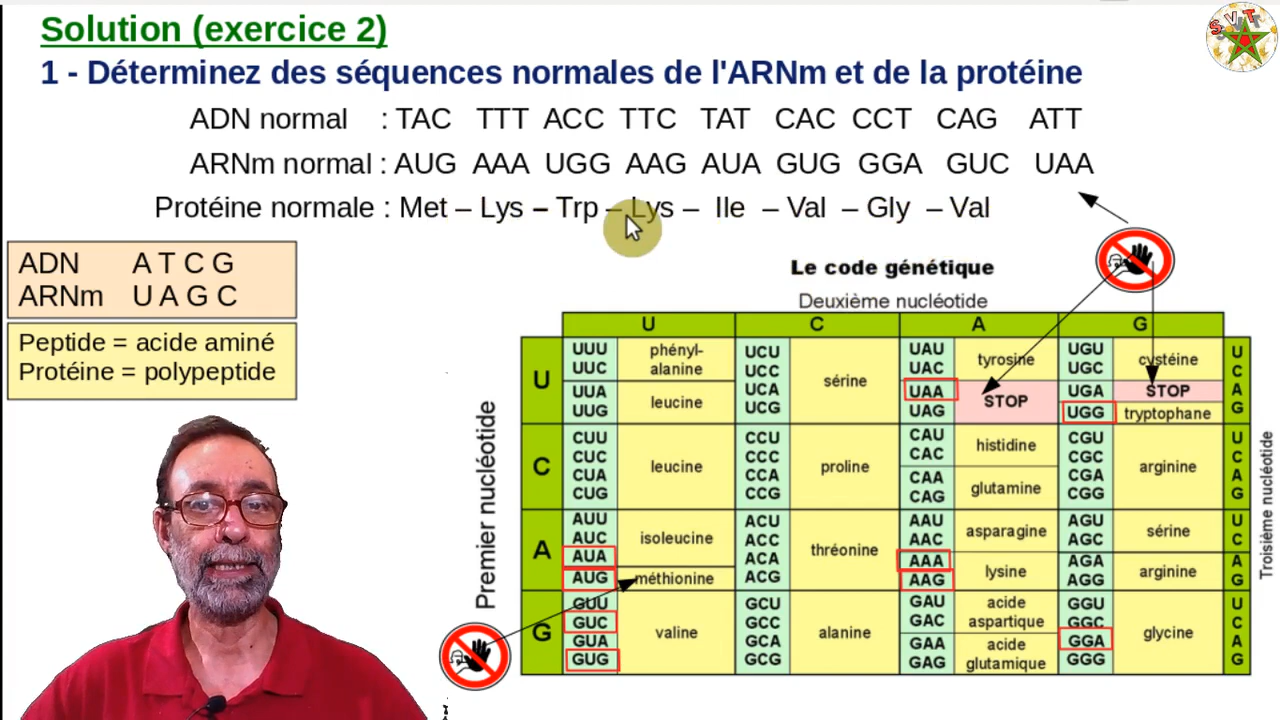 Solution (exercice 2)
SVTT
1 - Déterminez des séquences normales de l'ARNm et de la protéine
ADN normal : TAC TTT ACC TTC TAT CAC CCT CAG ATT
ARNm normal : AUG AAA UGG AAG AUA GUG GGA GUC UAA
Protéine normale : Met – Lys – Trp – Lys – Ile – Val – Gly – Val
ADN A T C G
ARNm U A G C
Peptide = acide aminé
Protéine = polypeptide
Le code génétique
Deuxième nucléotide
U C A G
Premier nucléotide
Troisième nucléotide
U
UUU
UUC
phényl-
alanine
UUA
UUG
leucine
UCU
UCC
UCA
UCG
sérine
UAU
UAC
tyrosine
UAA
UAG
STOP
UGU
UGC
cystéine
UGA
STOP
UGG
tryptophane
U
C
A
G
C
CUU
CUC
CUA
CUG
leucine
CCU
CCC
CCA
CCG
proline
CAU
CAC
histidine
CAA
CAG
glutamine
CGU
CGC
CGA
CGG
arginine
U
C
A
G
A
AUU
AUC
AUA
isoleucine
AUG
méthionine
ACU
ACC
ACA
ACG
thréonine
AAU
AAC
asparagine
AAA
AAG
lysine
AGU
AGC
sérine
AGA
AGG
arginine
U
C
A
G
G
GUU
GUC
GUA
GUG
valine
GCU
GCC
GCA
GCG
alanine
GAU
GAC
acide
aspartique
GAA
GAG
acide
glutamique
GGU
GGC
GGA
GGG
glycine
U
C
A
G